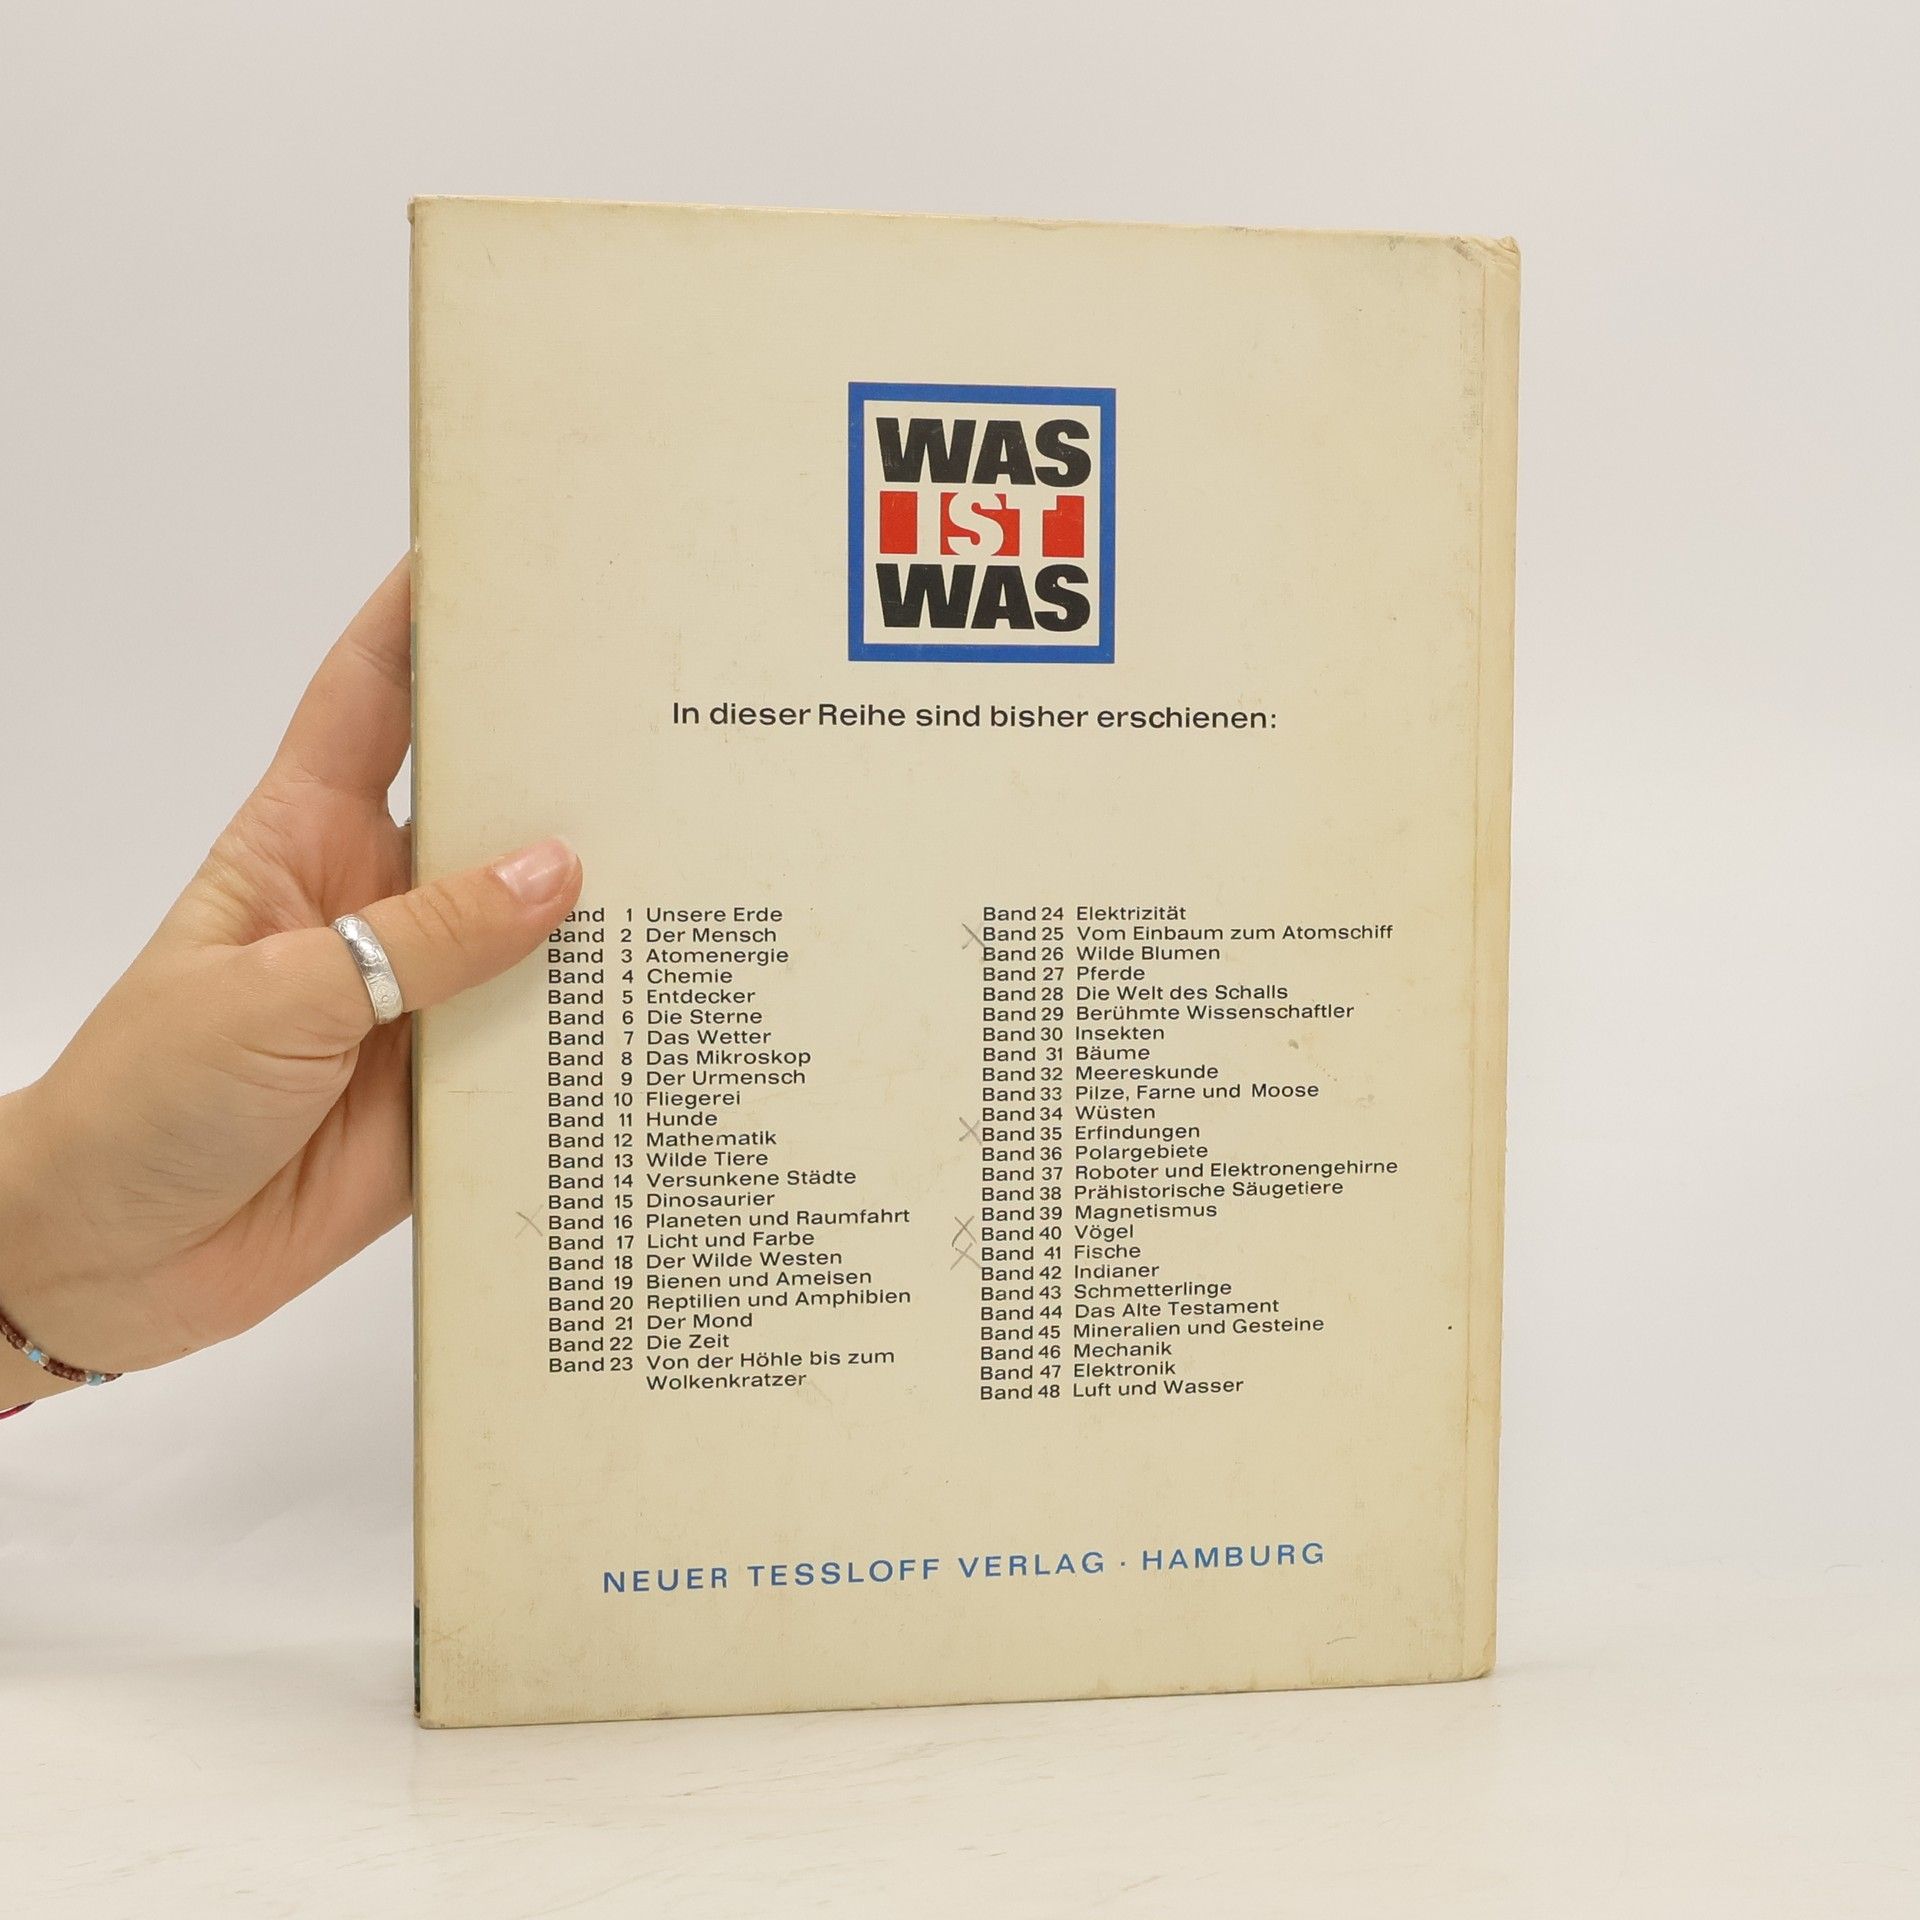 WAS
IST
WAS
In dieser Reihe sind bisher erschienen:
Band 1 Unsere Erde
Band 2 Der Mensch
Band 3 Atomenergie
Band 4 Chemie
Band 5 Entdecker
Band 6 Die Sterne
Band 7 Das Wetter
Band 8 Das Mikroskop
Band 9 Der Urmensch
Band 10 Fliegerei
Band 11 Hunde
Band 12 Mathematik
Band 13 Wilde Tiere
Band 14 Versunkene Städte
Band 15 Dinosaurier
Band 16 Planeten und Raumfahrt
Band 17 Licht und Farbe
Band 18 Der Wilde Westen
Band 19 Bienen und Ameisen
Band 20 Reptilien und Amphibien
Band 21 Der Mond
Band 22 Die Zeit
Band 23 Von der Höhle bis zum
Wolkenkratzer
Band 24 Elektrizität
Band 25 Vom Einbaum zum Atomschiff
Band 26 Wilde Blumen
Band 27 Pferde
Band 28 Die Welt des Schalls
Band 29 Berühmte Wissenschaftler
Band 30 Insekten
Band 31 Bäume
Band 32 Meereskunde
Band 33 Pilze, Farne und Moose
Band 34 Wüsten
Band 35 Erfindungen
Band 36 Polargebiete
Band 37 Roboter und Elektronengehirne
Band 38 Prähistorische Säugetiere
Band 39 Magnetismus
Band 40 Vögel
Band 41 Fische
Band 42 Indianer
Band 43 Schmetterlinge
Band 44 Das Alte Testament
Band 45 Mineralien und Gesteine
Band 46 Mechanik
Band 47 Elektronik
Band 48 Luft und Wasser
NEUER TESSLOFF VERLAG · HAMBURG